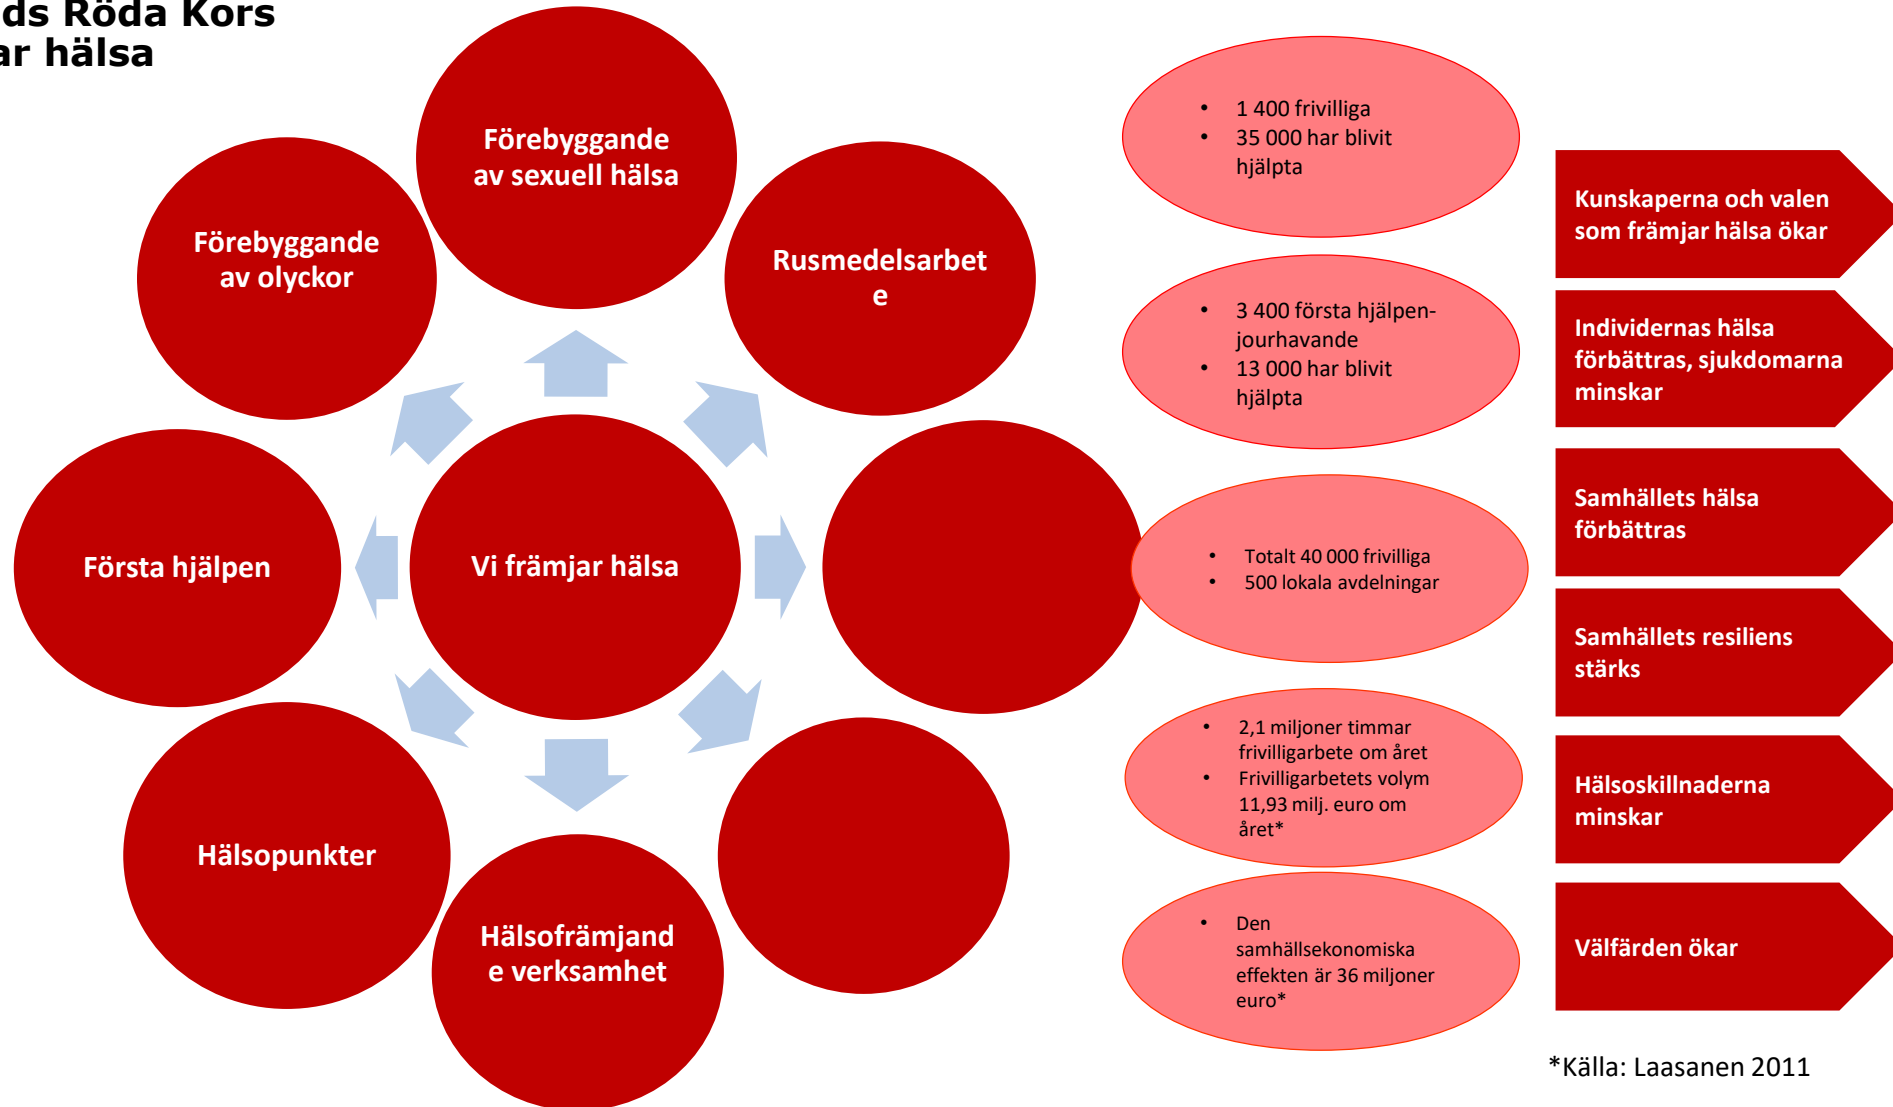 ds Röda Kors
ar hälsa
Förebyggande
av sexuell hälsa
Förebyggande
av olyckor
Rusmedelsarbet
e
Första hjälpen
Vi främjar hälsa
Hälsopunkter
Hälsofrämjand
e verksamhet
• 1 400 frivilliga
• 35 000 har blivit
hjälpta
• 3 400 första hjälpen-
jourhavande
• 13 000 har blivit
hjälpta
• Totalt 40 000 frivilliga
• 500 lokala avdelningar
• 2,1 miljoner timmar
frivilligarbete om året
• Frivilligarbetets volym
11,93 milj. euro om
året*
• Den
samhällsekonomiska
effekten är 36 miljoner
euro*
Kunskaperna och valen
som främjar hälsa ökar
Individernas hälsa
förbättras, sjukdomarna
minskar
Samhällets hälsa
förbättras
Samhällets resiliens
stärks
Hälsoskillnaderna
minskar
Välfärden ökar
*Källa: Laasanen 2011